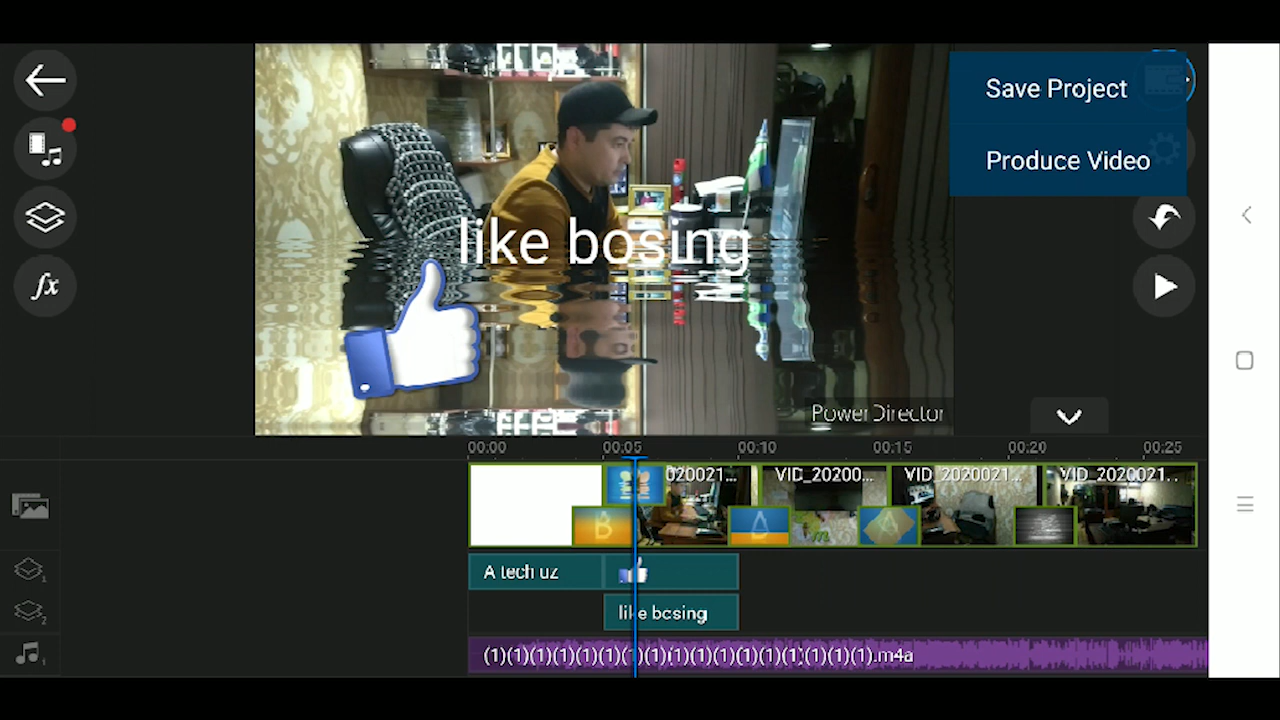 Save Project
Produce Video
like bosing
PowerDirector
00:00 00:05 00:10 00:15 00:20 00:25
020021... VID_20200... VID_2020021... VID_2020021...
B A A
A tech uz
like bosing
(1)(1)(1)(1)(1)(1)(1)(1)(1)(1)(1)(1)(1)(1)(1)(1)(1).m4a
fx